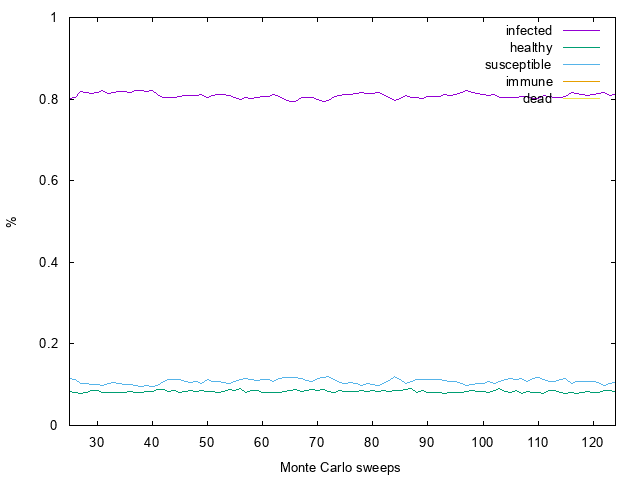 1
0.8
0.6
0.4
0.2
0
%
infected
healthy
susceptible
immune
dead
30 40 50 60 70 80 90 100 110 120
Monte Carlo sweeps